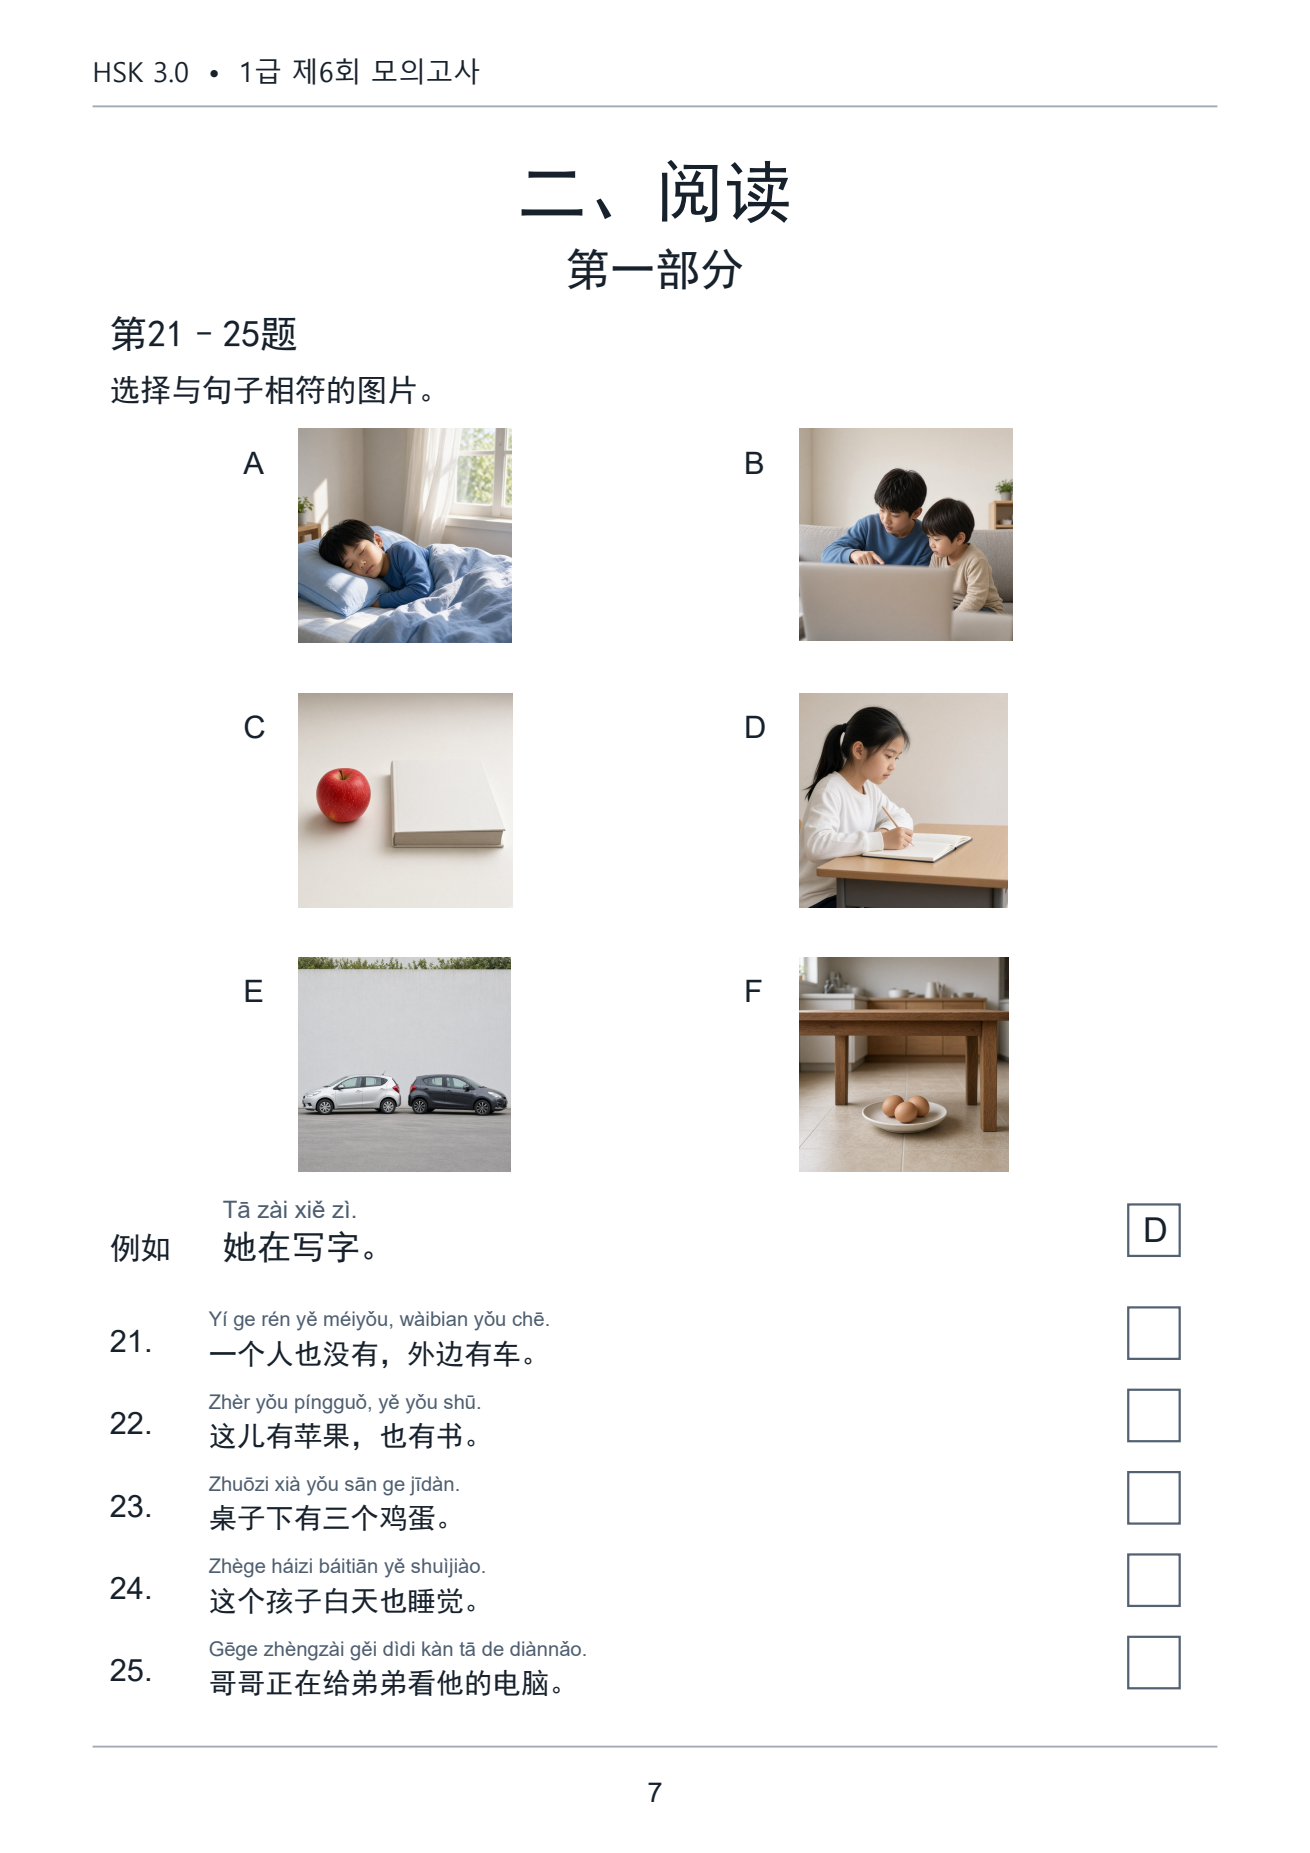 HSK 3.0 • 1급 제6회 모의고사
二、阅读
第一部分
第21－25题
选择与句子相符的图片。
A
B
C
D
E
F
Tā zài xiě zì.
例如 她在写字。 D
Yí ge rén yě méiyǒu, wàibian yǒu chē.
21. 一个人也没有，外边有车。
Zhèr yǒu píngguǒ, yě yǒu shū.
22. 这儿有苹果，也有书。
Zhuōzi xià yǒu sān ge jīdàn.
23. 桌子下有三个鸡蛋。
Zhège háizi báitiān yě shuìjiào.
24. 这个孩子白天也睡觉。
Gēge zhèngzài gěi dìdi kàn tā de diànnǎo.
25. 哥哥正在给弟弟看他的电脑。
7